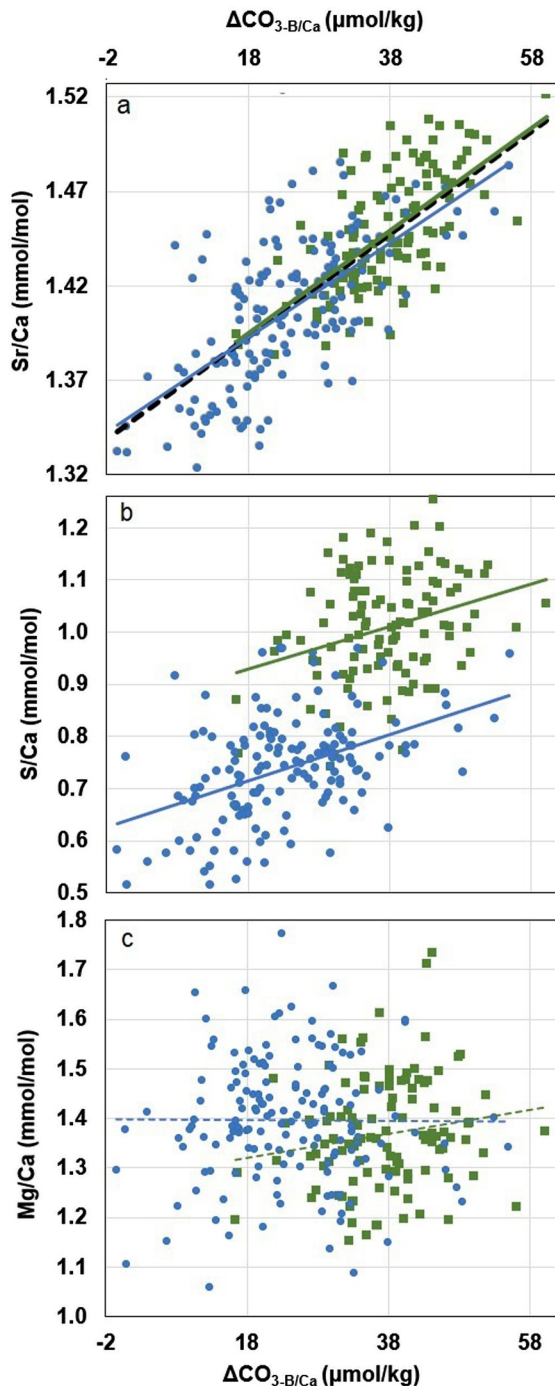 ΔCO3-B/Ca (µmol/kg)
-2 18 38 58
a
1.52
1.47
1.42
1.37
1.32
Sr/Ca (mmol/mol)
b
1.2
1.1
1.0
0.9
0.8
0.7
0.6
0.5
S/Ca (mmol/mol)
c
1.8
1.7
1.6
1.5
1.4
1.3
1.2
1.1
1.0
Mg/Ca (mmol/mol)
-2 18 38 58
ΔCO3-B/Ca (µmol/kg)